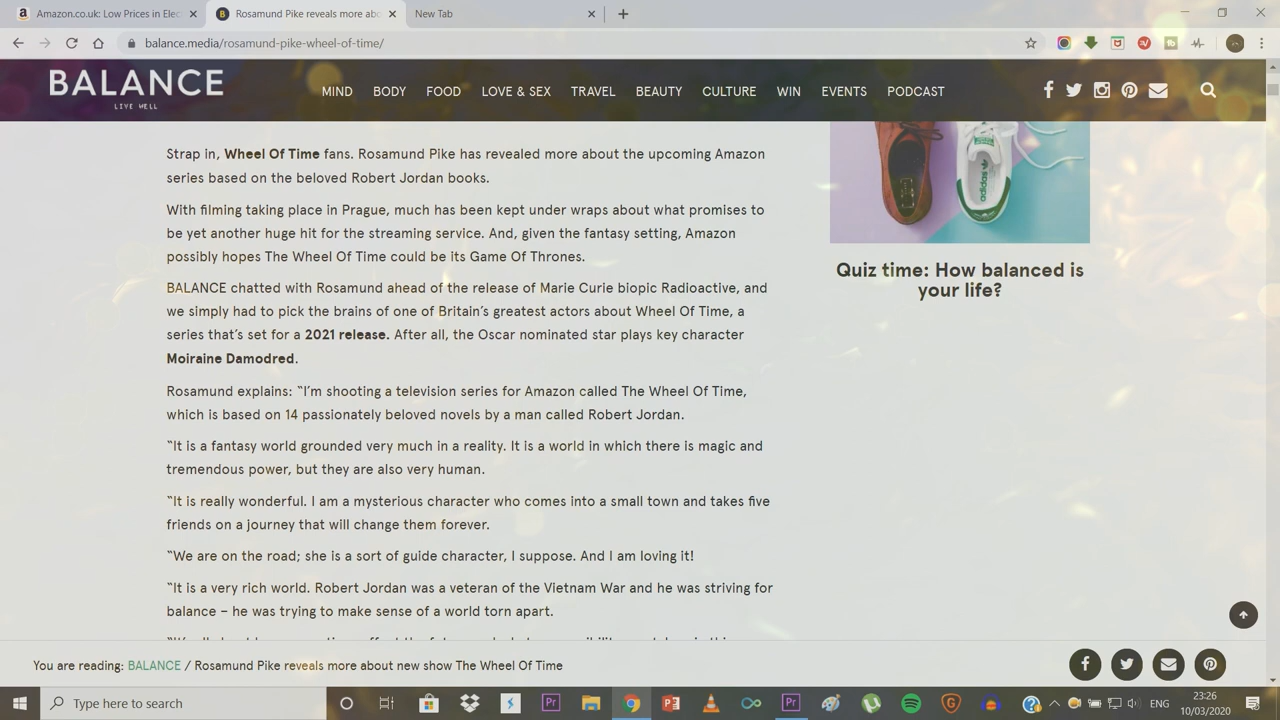 Amazon.co.uk: Low Prices in Elec
Rosamund Pike reveals more abo
New Tab
balance.media/rosamund-pike-wheel-of-time/
BALANCE
LIVE WELL
MIND BODY FOOD LOVE & SEX TRAVEL BEAUTY CULTURE WIN EVENTS PODCAST
Strap in, Wheel Of Time fans. Rosamund Pike has revealed more about the upcoming Amazon
series based on the beloved Robert Jordan books.
With filming taking place in Prague, much has been kept under wraps about what promises to
be yet another huge hit for the streaming service. And, given the fantasy setting, Amazon
possibly hopes The Wheel Of Time could be its Game Of Thrones.
BALANCE chatted with Rosamund ahead of the release of Marie Curie biopic Radioactive, and
we simply had to pick the brains of one of Britain's greatest actors about Wheel Of Time, a
series that's set for a 2021 release. After all, the Oscar nominated star plays key character
Moiraine Damodred.
Rosamund explains: “I'm shooting a television series for Amazon called The Wheel Of Time,
which is based on 14 passionately beloved novels by a man called Robert Jordan.
“It is a fantasy world grounded very much in a reality. It is a world in which there is magic and
tremendous power, but they are also very human.
“It is really wonderful. I am a mysterious character who comes into a small town and takes five
friends on a journey that will change them forever.
“We are on the road; she is a sort of guide character, I suppose. And I am loving it!
“It is a very rich world. Robert Jordan was a veteran of the Vietnam War and he was striving for
balance – he was trying to make sense of a world torn apart.
adidas
Quiz time: How balanced is
your life?
You are reading: BALANCE / Rosamund Pike reveals more about new show The Wheel Of Time
Type here to search
ENG
23:26
10/03/2020